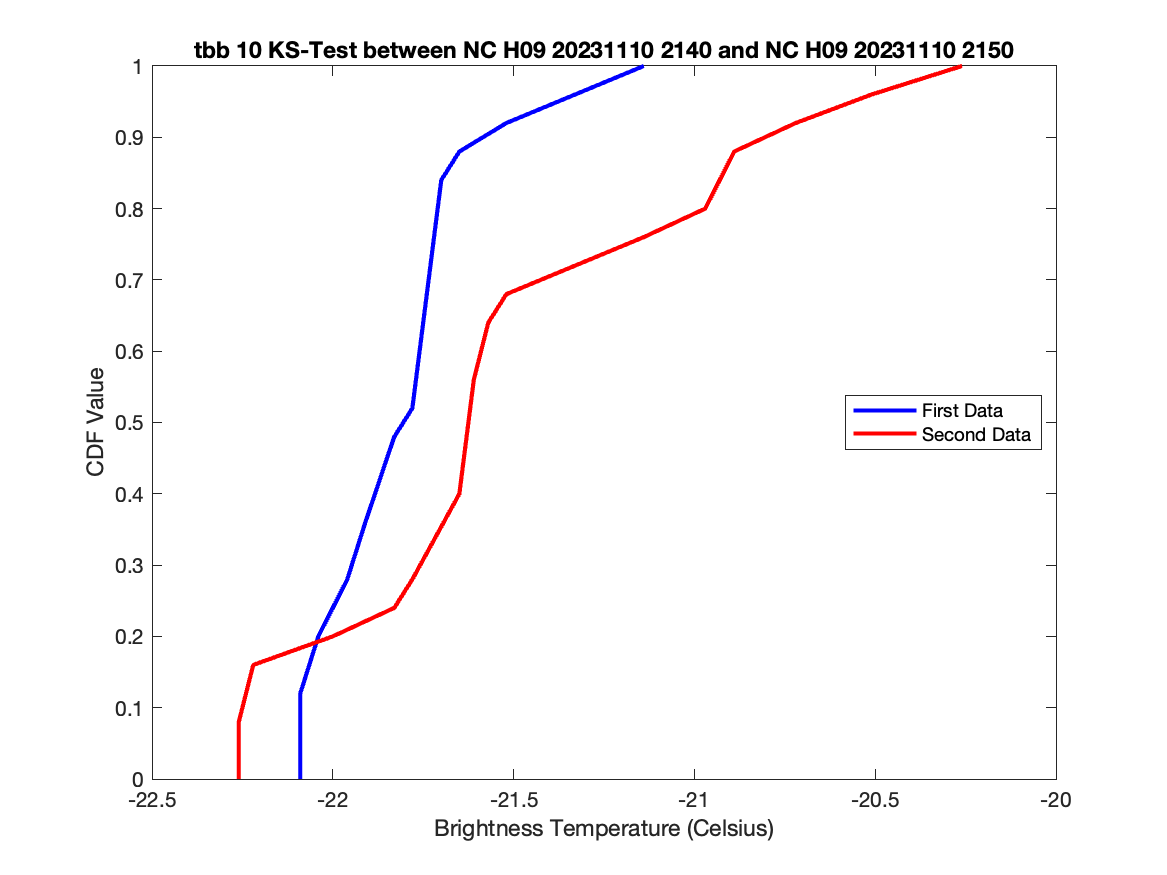 tbb 10 KS-Test between NC H09 20231110 2140 and NC H09 20231110 2150
1
0.9
0.8
0.7
0.6
0.5
0.4
0.3
0.2
0.1
0
CDF Value
First Data
Second Data
-22.5 -22 -21.5 -21 -20.5 -20
Brightness Temperature (Celsius)